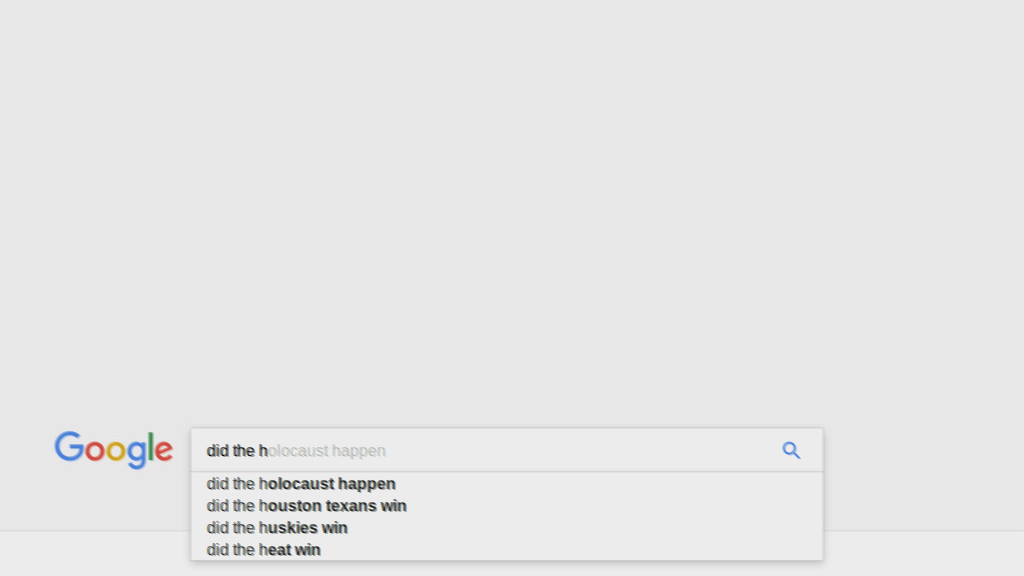 Google
did the holocaust happen
did the holocaust happen
did the houston texans win
did the huskies win
did the heat win